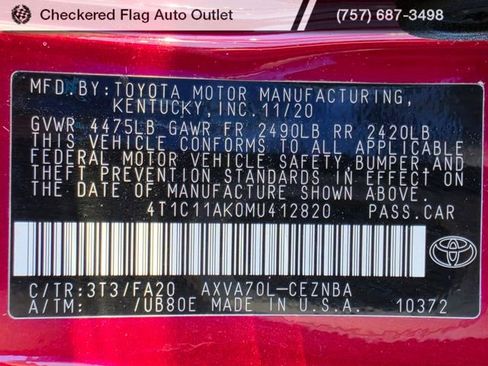 Checkered Flag Auto Outlet (757) 687-3498
MFD.BY: TOYOTA MOTOR MANUFACTURING,
KENTUCKY, INC. 11/20
GVWR 4475LB GAWR FR 2490LB RR 2420LB
THIS VEHICLE CONFORMS TO ALL APPLICABLE
FEDERAL MOTOR VEHICLE SAFETY, BUMPER AND
THEFT PREVENTION STANDARDS IN EFFECT ON
THE DATE OF MANUFACTURE SHOWN ABOVE.
4T1C11AK0MU412820 PASS.CAR
C/TR:3T3/FA20 AXVA70L-CEZNBA
A/TM: /UB80E MADE IN U.S.A. 10372